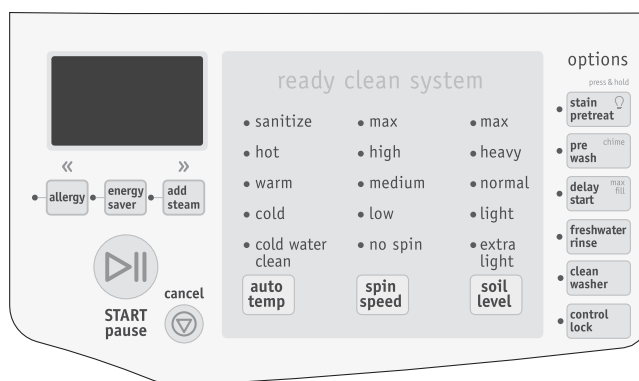 options
press & hold
ready clean system
• sanitize
• hot
• warm
• cold
• cold water
clean
• max
• high
• medium
• low
• no spin
• max
• heavy
• normal
• light
• extra
light
auto
temp
spin
speed
soil
level
«
»
allergy
energy
saver
add
steam
START
pause
cancel
stain
pretreat
pre
wash
chime
delay
start
max
fill
freshwater
rinse
clean
washer
control
lock